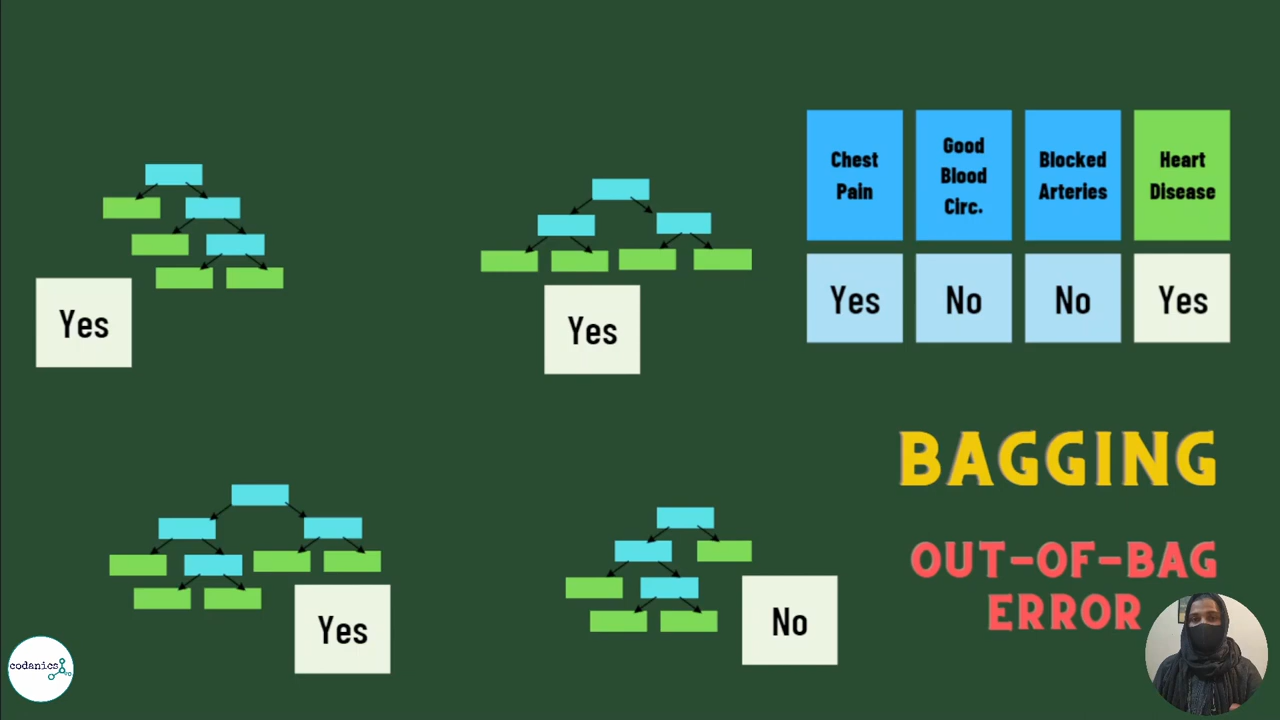 Chest
Pain
Good
Blood
Circ.
Blocked
Arteries
Heart
Disease
Yes
No
No
Yes
Yes
Yes
BAGGING
OUT-OF-BAG
ERROR
Yes
No
codanics